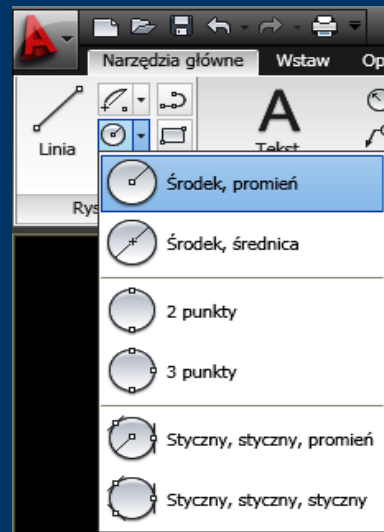 Narzędzia główne Wstaw Op
Linia
Tekst
Rys
Środek, promień
Środek, średnica
2 punkty
3 punkty
Styczny, styczny, promień
Styczny, styczny, styczny